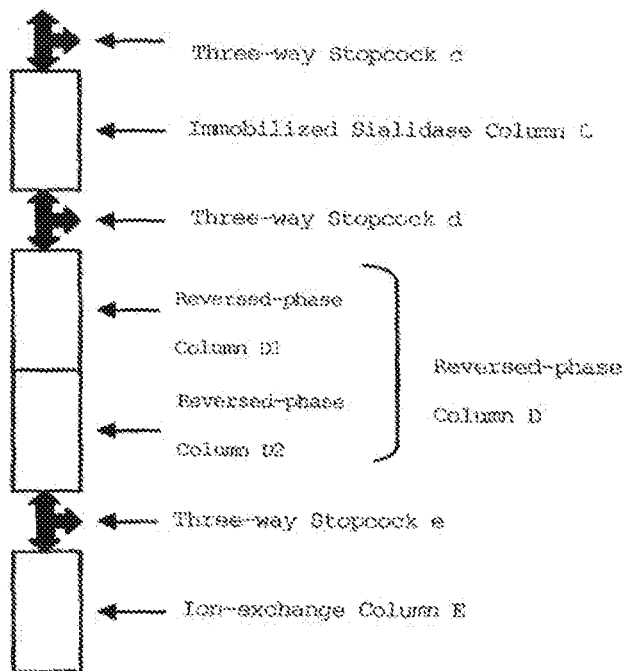 Three-way Stopcock c
Immobilized Sialidase Column C
Three-way Stopcock d
Reversed-phase
Column D1
Reversed-phase
Column D
Reversed-phase
Column D2
Three-way Stopcock e
Ion-exchange Column E